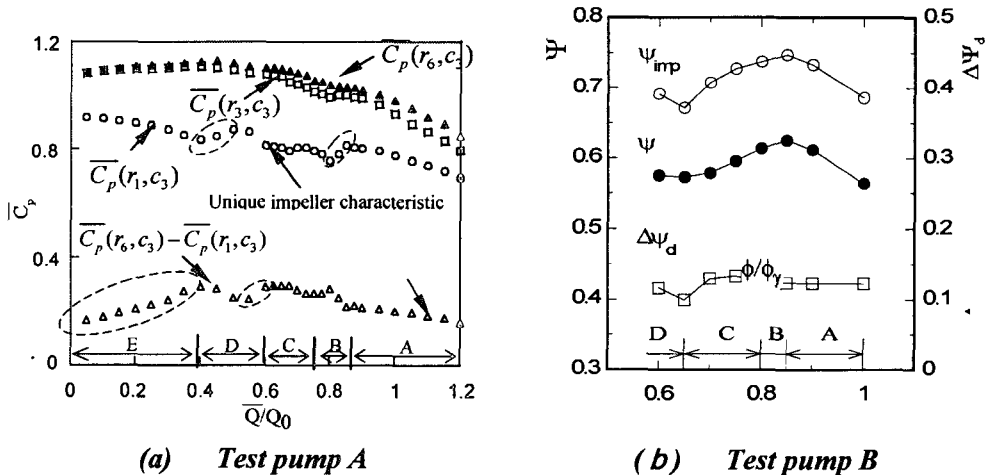 a
1.2
0.8
0.4
0
C̅p
Cp(r6,c3
C̅p(r3,c3)
C̅p(r1,c3)
Unique impeller characteristic
C̅p(r6,c3)−C̅p(r1,c3)
E D C B A
0 0.2 0.4 0.6 0.8 1 1.2
Q̅/Q0
(a) Test pump A
b
0.8
0.7
0.6
0.5
0.4
0.3
Ψ
Ψimp
Ψ
ΔΨd
ϕ/ϕγ
D C B A
0.6 0.8 1
0.5
0.4
0.3
0.2
0.1
0
ΔΨd
(b) Test pump B